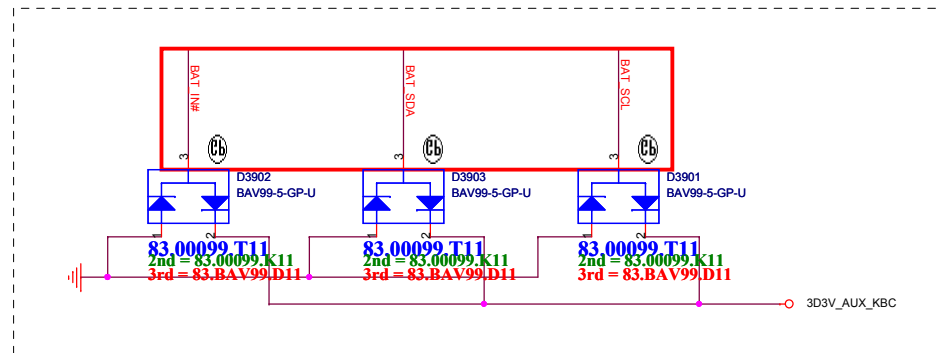 BAT_IN#
BAT_SDA
BAT_SCL
3
3
3
D3902
BAV99-5-GP-U
D3903
BAV99-5-GP-U
D3901
BAV99-5-GP-U
1
2
1
2
1
2
83.00099.T11
2nd = 83.00099.K11
3rd = 83.BAV99.D11
83.00099.T11
2nd = 83.00099.K11
3rd = 83.BAV99.D11
83.00099.T11
2nd = 83.00099.K11
3rd = 83.BAV99.D11
3D3V_AUX_KBC